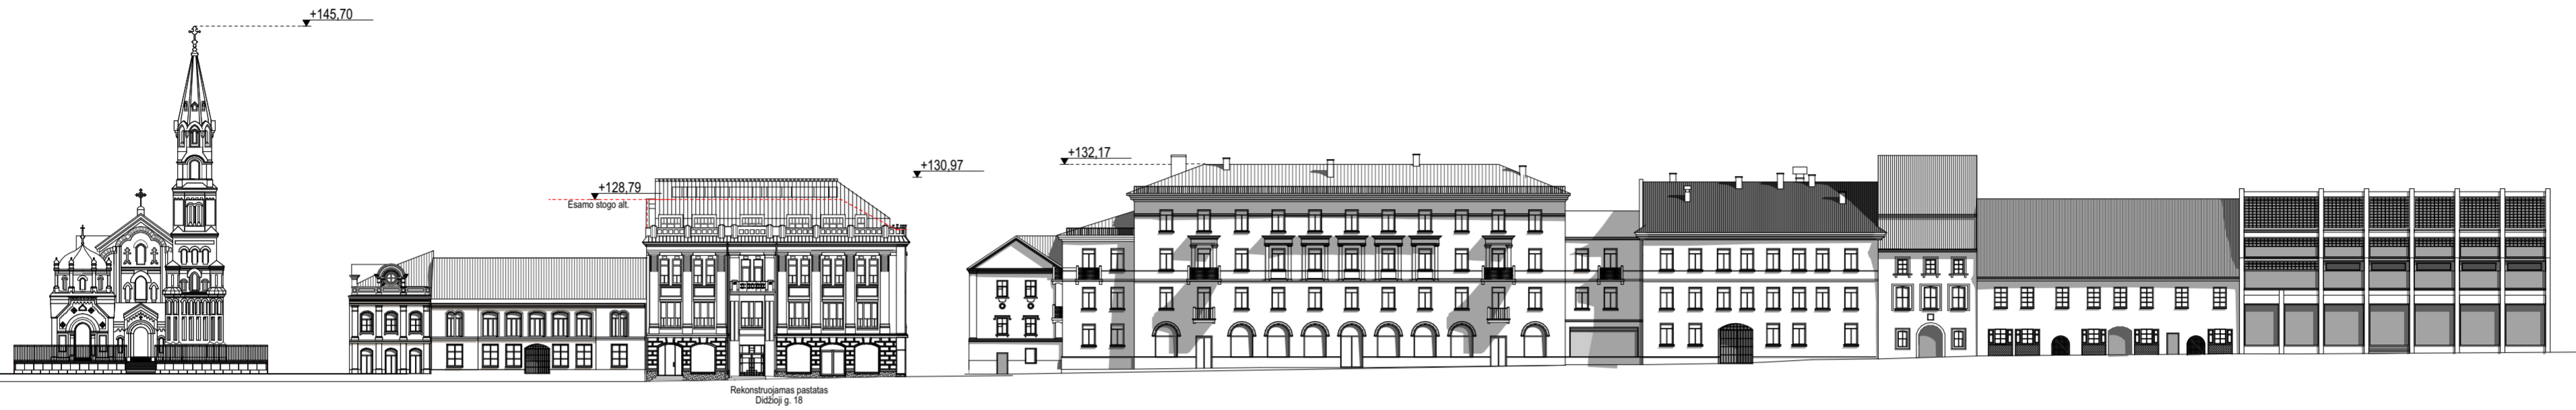 +145,70
+128,79
Esamo stogo alt.
+130,97
+132,17
Rekonstruojamas pastatas
Didžioji g. 18